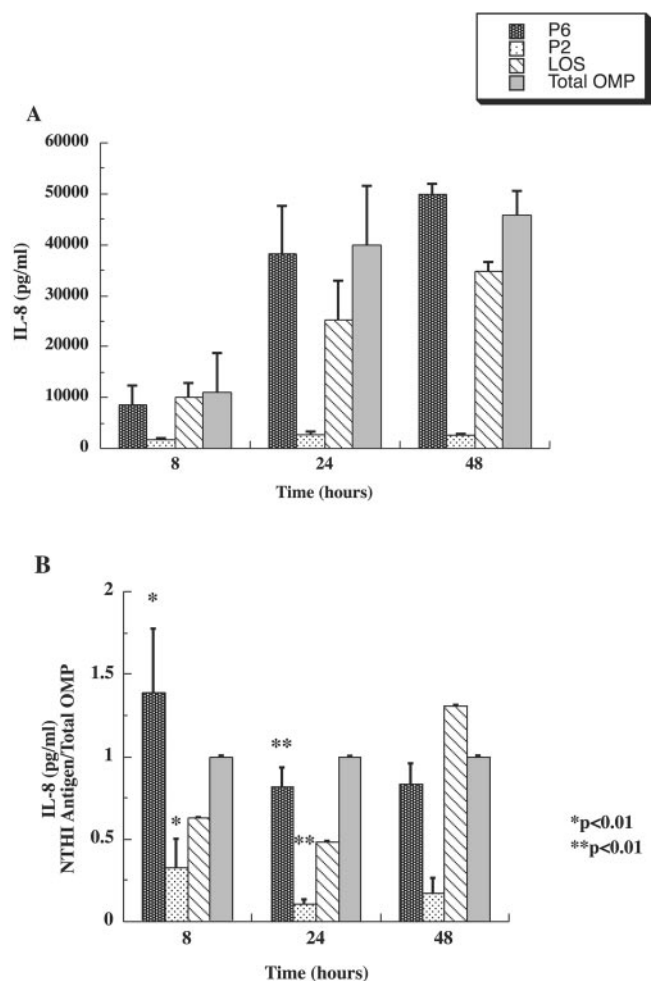 P6
P2
LOS
Total OMP
A
60000
50000
40000
30000
20000
10000
0
IL-8 (pg/ml)
8 24 48
Time (hours)
B
2
1.5
1
0.5
0
IL-8 (pg/ml)
NTHI Antigen/Total OMP
*
*
**
**
8 24 48
Time (hours)
*p<0.01
**p<0.01